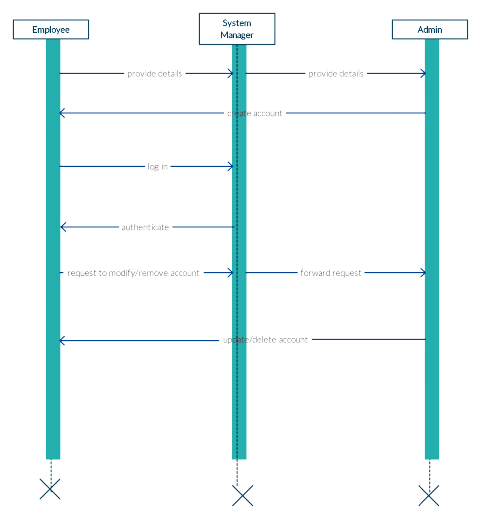 Employee
System
Manager
Admin
provide details
provide details
create account
log in
authenticate
request to modify/remove account
forward request
update/delete account